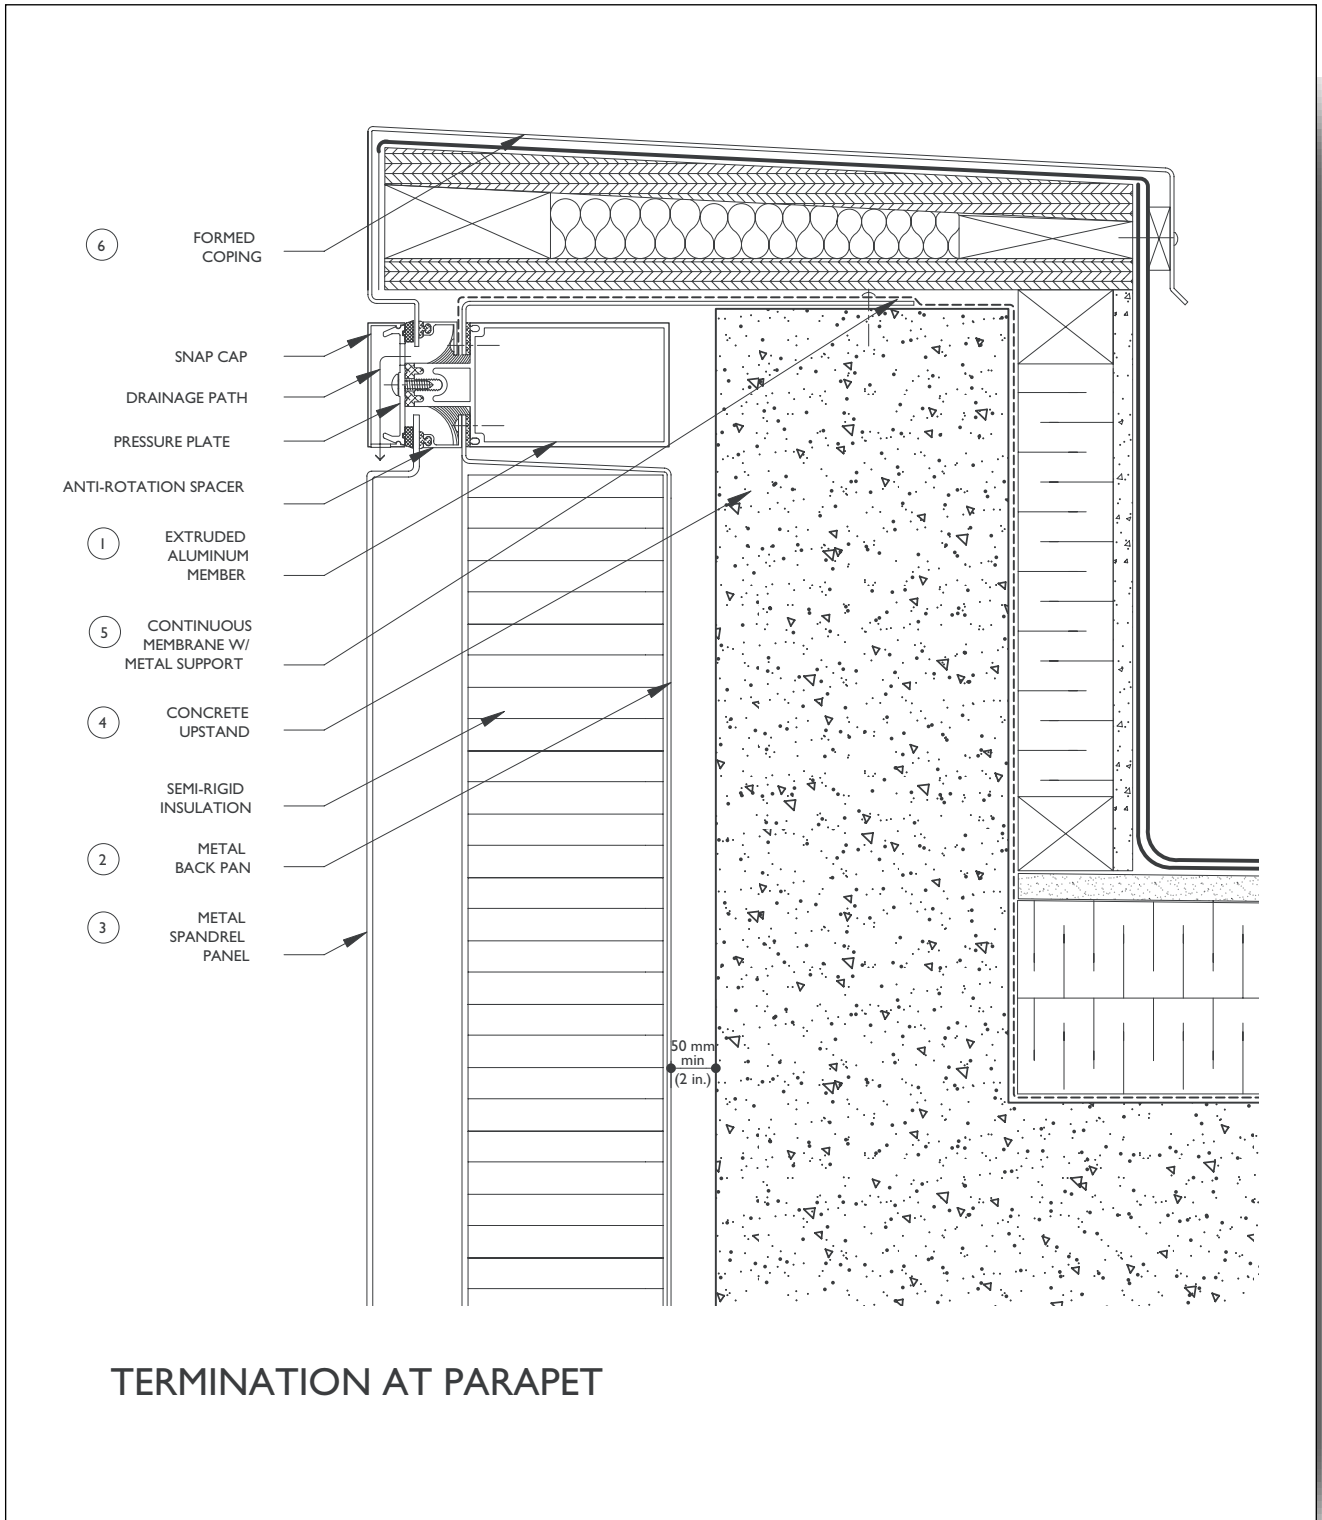 6
FORMED
COPING
SNAP CAP
DRAINAGE PATH
PRESSURE PLATE
ANTI-ROTATION SPACER
1
EXTRUDED
ALUMINUM
MEMBER
5
CONTINUOUS
MEMBRANE W/
METAL SUPPORT
4
CONCRETE
UPSTAND
SEMI-RIGID
INSULATION
2
METAL
BACK PAN
3
METAL
SPANDREL
PANEL
50 mm
min
(2 in.)
TERMINATION AT PARAPET